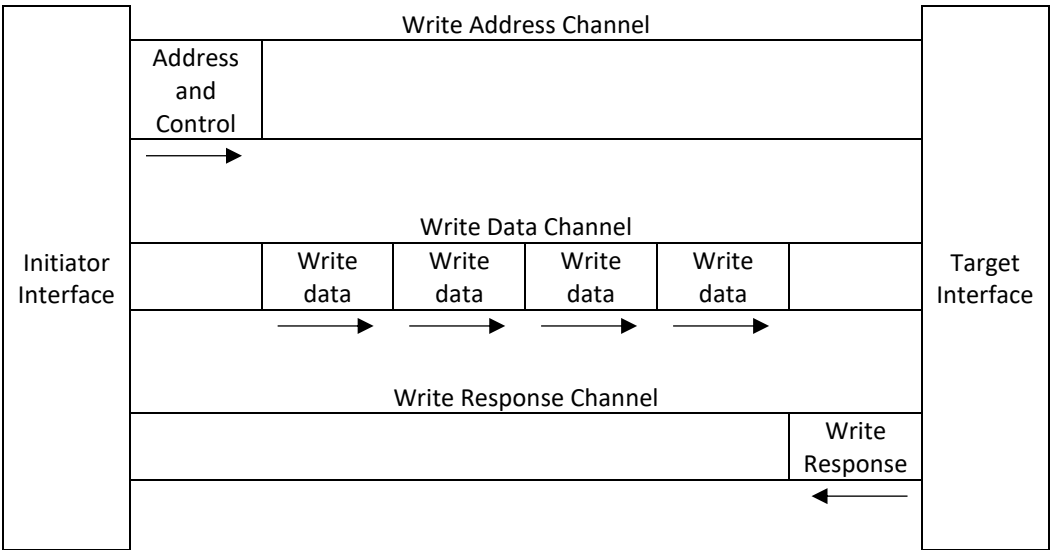 Write Address Channel
Address
and
Control
Write Data Channel
Initiator
Interface
Write
data
Write
data
Write
data
Write
data
Target
Interface
Write Response Channel
Write
Response